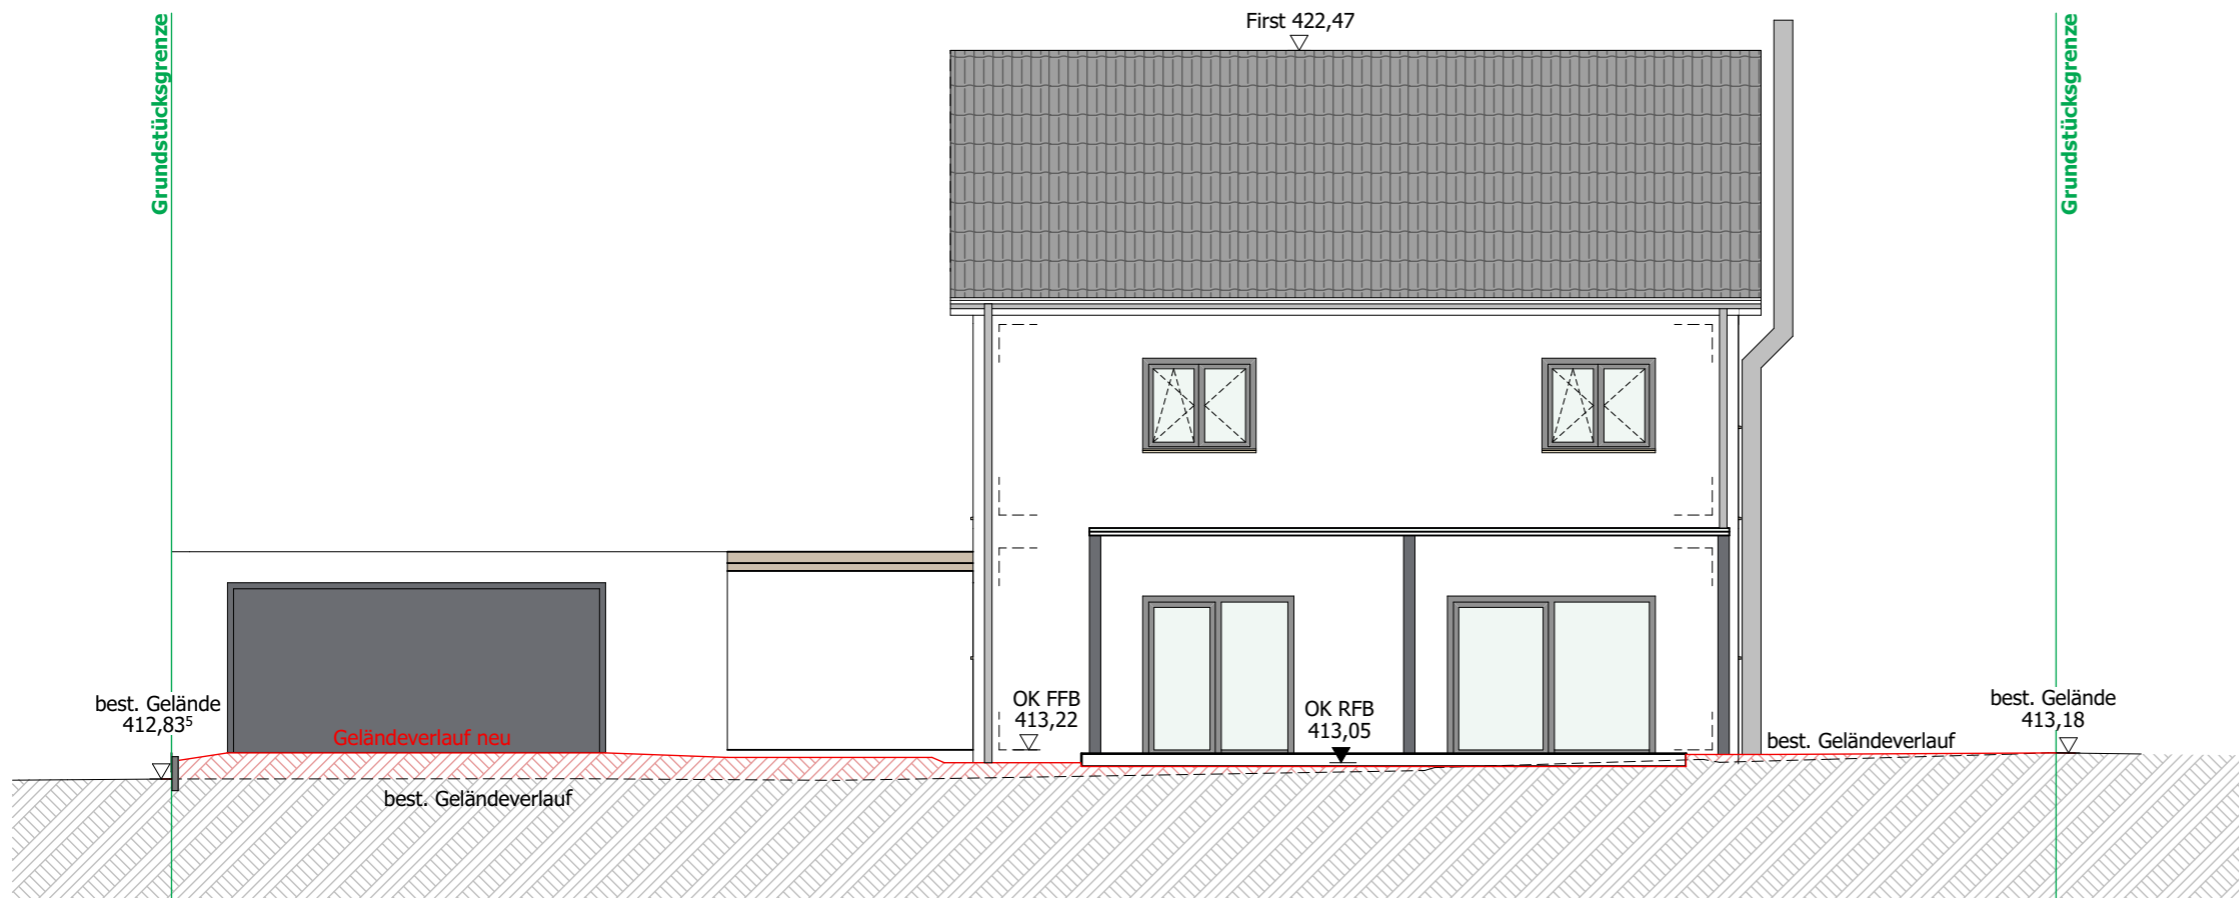 First 422,47
Grundstücksgrenze
Grundstücksgrenze
best. Gelände
412,83⁵
Geländeverlauf neu
best. Geländeverlauf
OK FFB
413,22
OK RFB
413,05
best. Geländeverlauf
best. Gelände
413,18